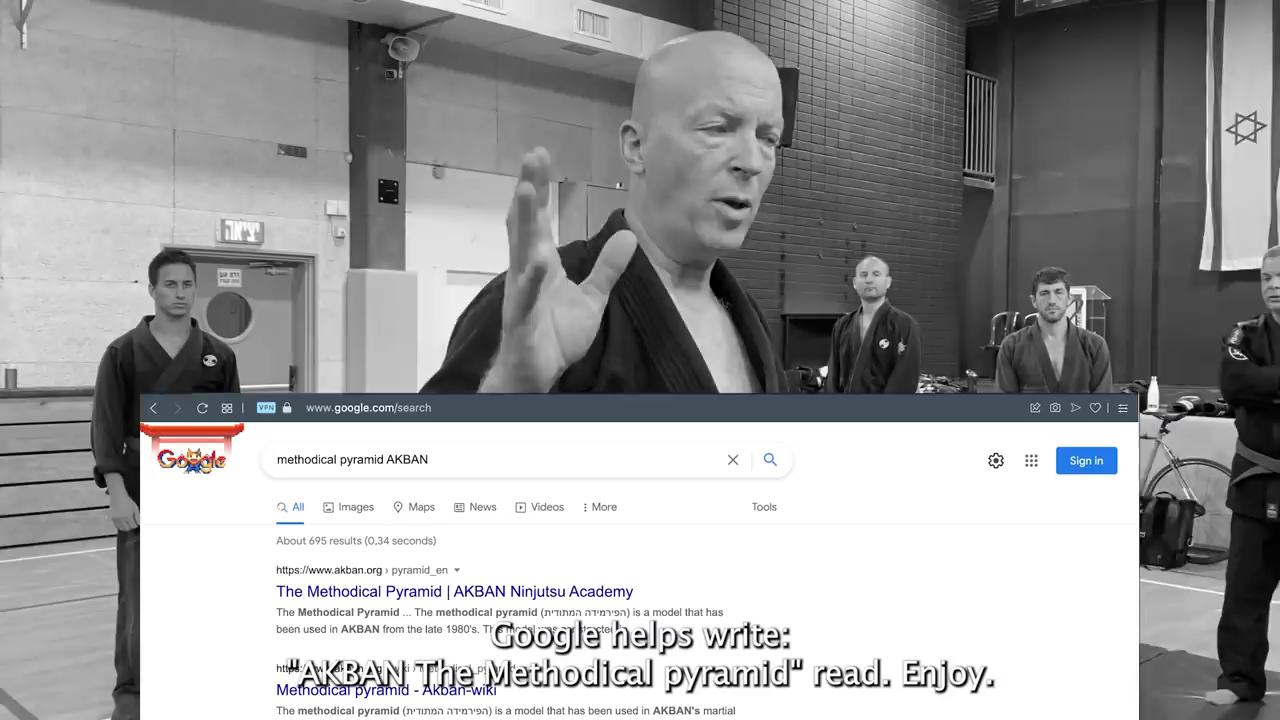 יציאה
VPN
www.google.com/search
Google
methodical pyramid AKBAN
Sign in
All
Images
Maps
News
Videos
More
Tools
About 695 results (0,34 seconds)
https://www.akban.org › pyramid_en
The Methodical Pyramid | AKBAN Ninjutsu Academy
The Methodical Pyramid ... The methodical pyramid (הפירמידה המתודית) is a model that has
been used in AKBAN from the late 1980's.
Google helps write:
"AKBAN The Methodical pyramid" read. Enjoy.
Methodical pyramid - Akban-wiki
The methodical pyramid (הפירמידה המתודית) is a model that has been used in AKBAN's martial